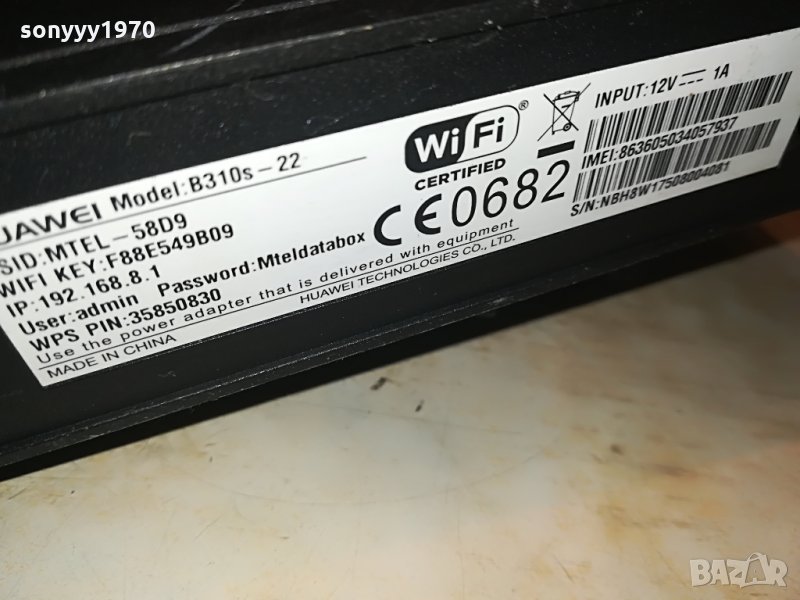 sonyyy1970
UAWEI Model:B310s-22
SID:MTEL-58D9
WIFI KEY:F88E549B09
IP:192.168.8.1
User:admin Password:Mteldatabox
WPS PIN:35850830
Use the power adapter that is delivered with equipment
HUAWEI TECHNOLOGIES CO., LTD.
MADE IN CHINA
WiFi®
CERTIFIED
CE0682
INPUT:12V 1A
IMEI:863605034057937
S/N:NBH8W17508004081
BAZAR